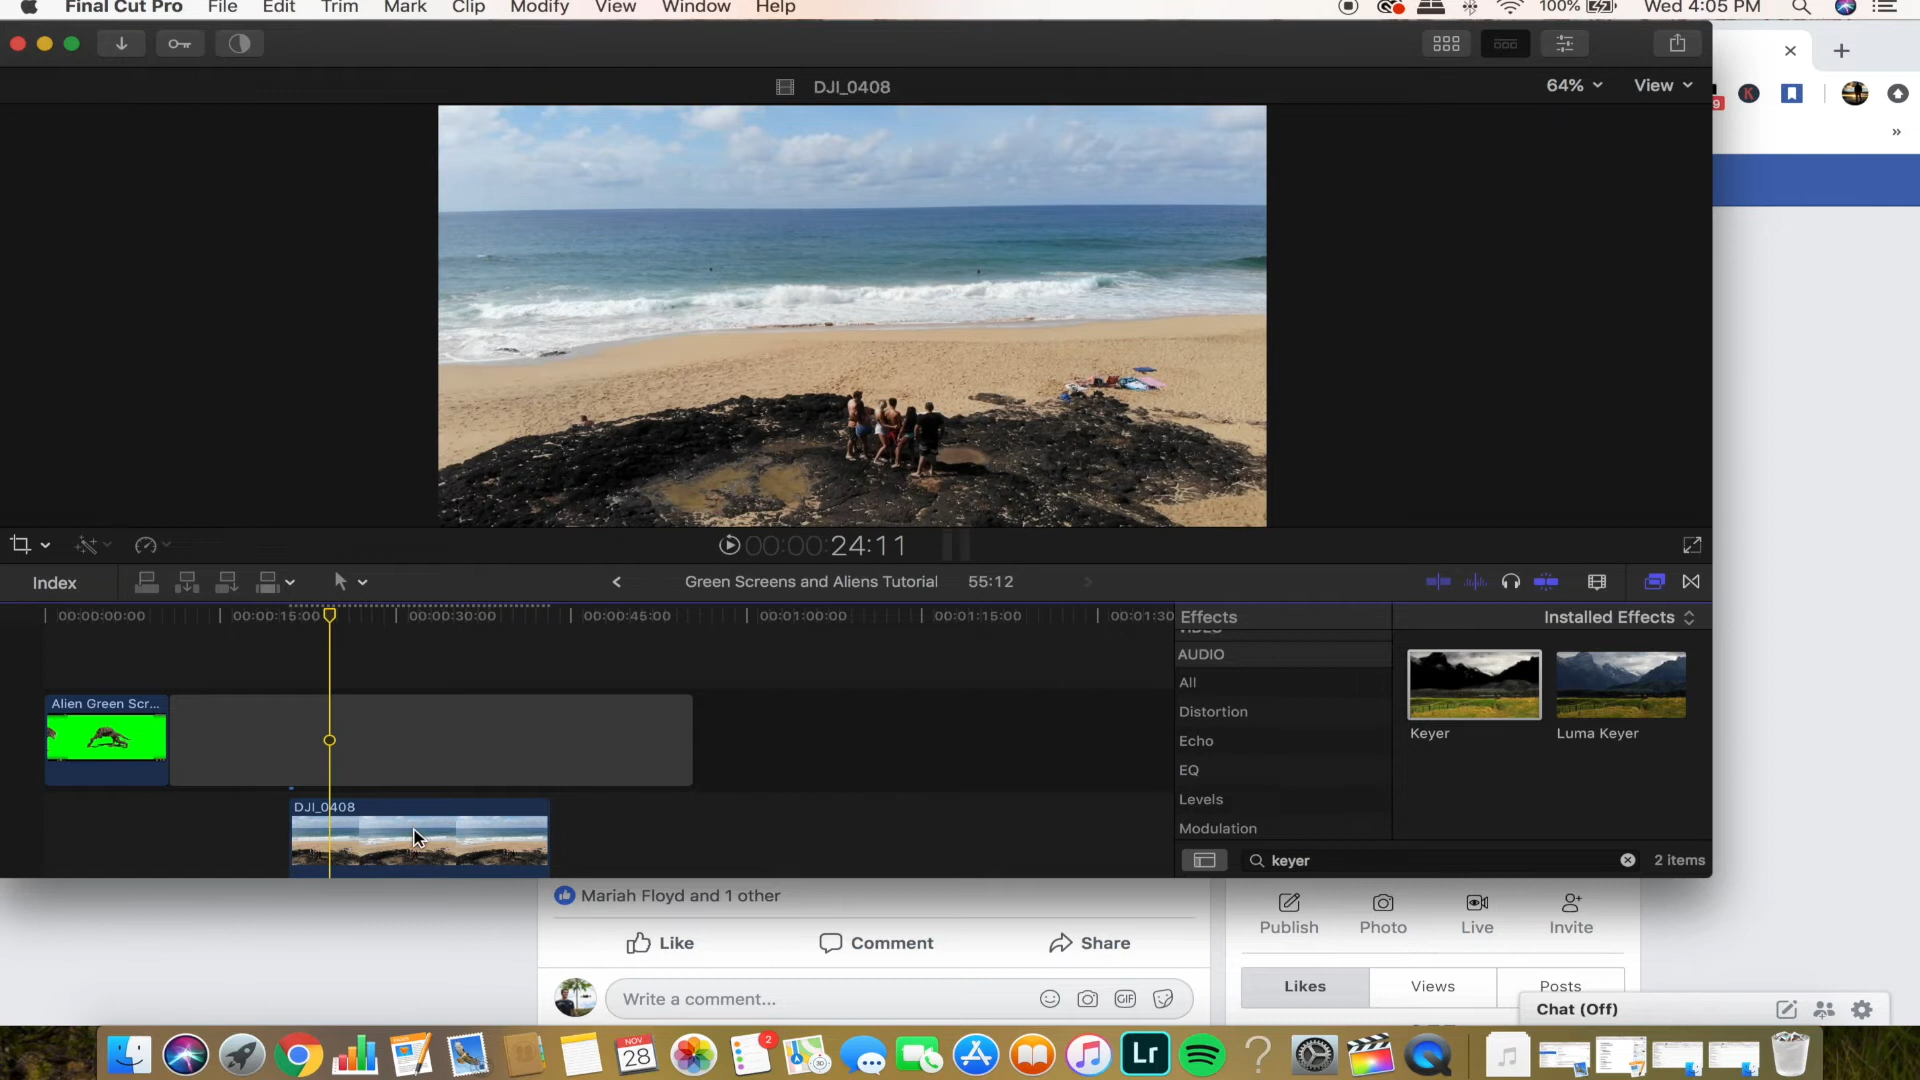 Final Cut Pro File Edit Trim Mark Clip Modify View Window Help 100% Wed 4:05 PM
DJI_0408 64% View
K
9
»
00:00:24:11
Index Green Screens and Aliens Tutorial 55:12
00:00:00:00 00:00:15:00 00:00:30:00 00:00:45:00 00:01:00:00 00:01:15:00 00:01:30
Effects Installed Effects
VIDEO
AUDIO
All
Distortion
Echo
EQ
Levels
Modulation
Keyer Luma Keyer
Alien Green Scr...
DJI_0408
keyer 2 items
Mariah Floyd and 1 other
Like Comment Share
Write a comment...
GIF
Publish Photo Live Invite
Likes Views Posts
Chat (Off)
NOV
28
2
3D
Lr
?